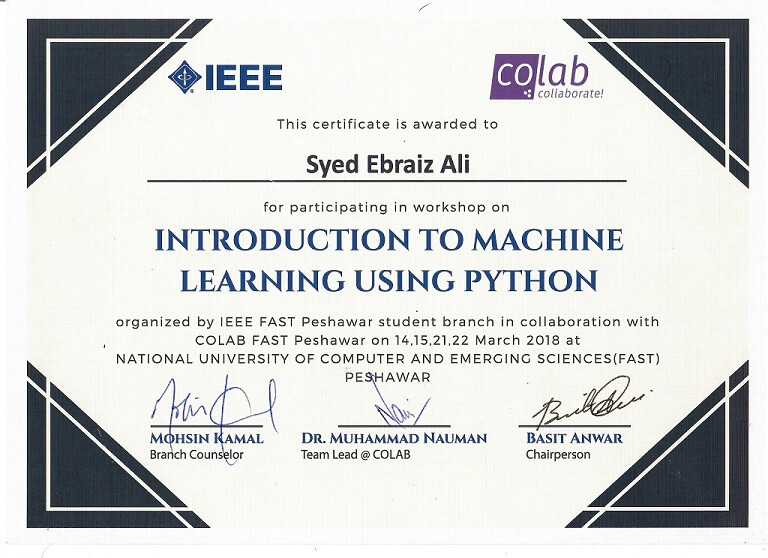 IEEE
colab
collaborate!
This certificate is awarded to
Syed Ebraiz Ali
for participating in workshop on
INTRODUCTION TO MACHINE
LEARNING USING PYTHON
organized by IEEE FAST Peshawar student branch in collaboration with
COLAB FAST Peshawar on 14,15,21,22 March 2018 at
NATIONAL UNIVERSITY OF COMPUTER AND EMERGING SCIENCES(FAST)
PESHAWAR
MOHSIN KAMAL
Branch Counselor
DR. MUHAMMAD NAUMAN
Team Lead @ COLAB
BASIT ANWAR
Chairperson